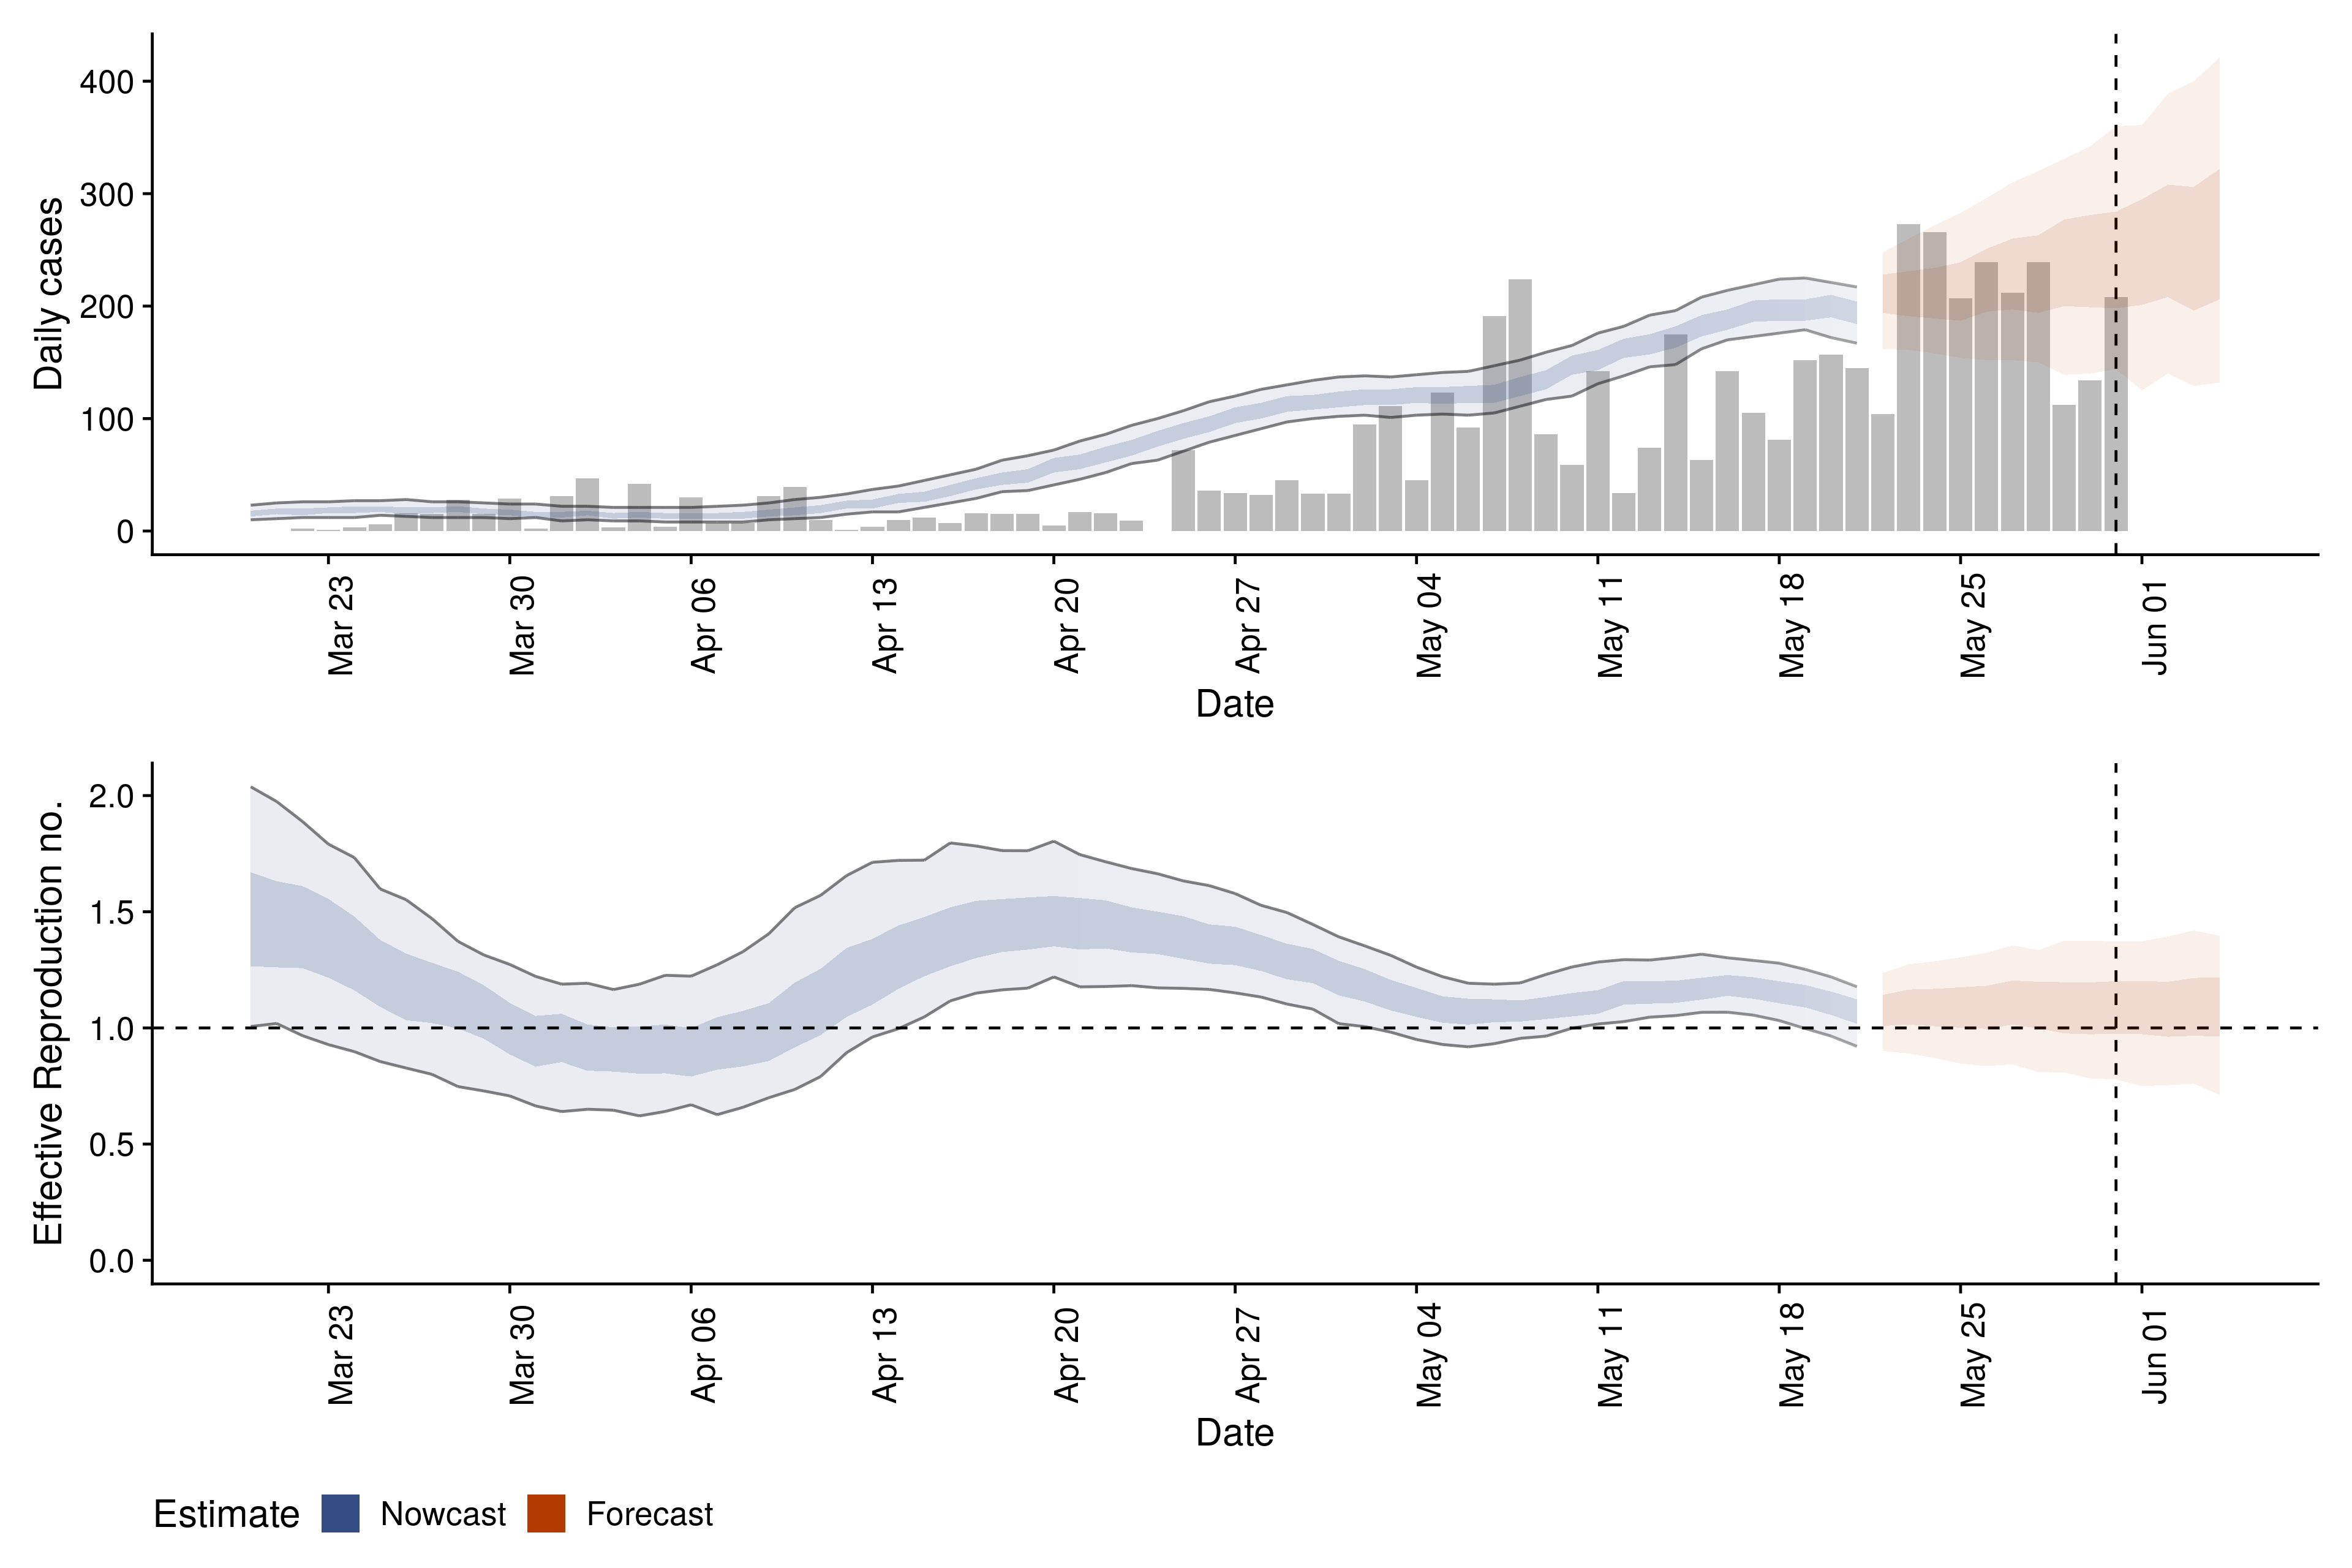 Daily cases
400
300
200
100
0
Mar 23
Mar 30
Apr 06
Apr 13
Apr 20
Apr 27
May 04
May 11
May 18
May 25
Jun 01
Date
Effective Reproduction no.
2.0
1.5
1.0
0.5
0.0
Mar 23
Mar 30
Apr 06
Apr 13
Apr 20
Apr 27
May 04
May 11
May 18
May 25
Jun 01
Date
Estimate Nowcast Forecast